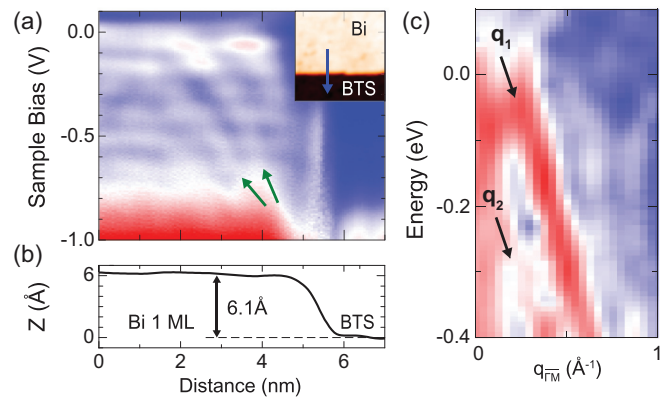 (a)
Sample Bias (V)
0.0
-0.5
-1.0
Bi
BTS
(b)
Z (Å)
6
0
Bi 1 ML
6.1Å
BTS
0 2 4 6
Distance (nm)
(c)
Energy (eV)
0.0
-0.2
-0.4
q1
q2
0 1
qΓ̅M̅ (Å-1)